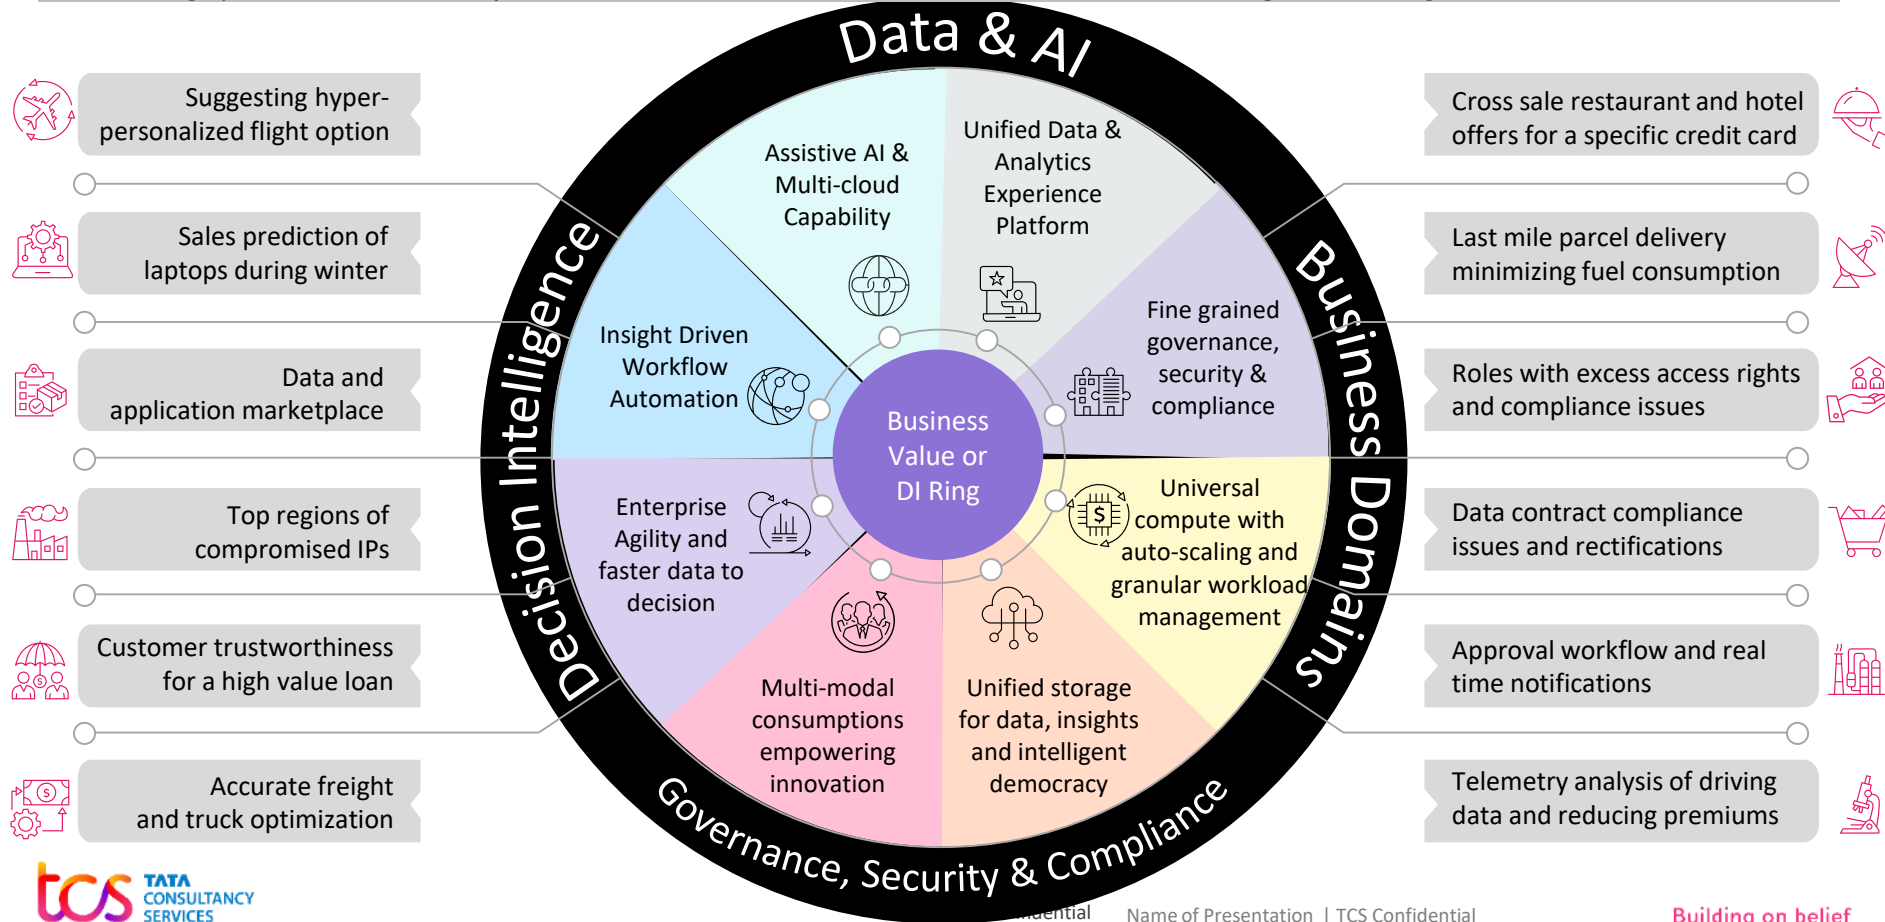 Data & AI
Decision Intelligence
Business Domains
Governance, Security & Compliance
Suggesting hyper-
personalized flight option
Sales prediction of
laptops during winter
Data and
application marketplace
Top regions of
compromised IPs
Customer trustworthiness
for a high value loan
Accurate freight
and truck optimization
Assistive AI &
Multi-cloud
Capability
Unified Data &
Analytics
Experience
Platform
Insight Driven
Workflow
Automation
Fine grained
governance,
security &
compliance
Business
Value or
DI Ring
Enterprise
Agility and
faster data to
decision
Universal
compute with
auto-scaling and
granular workload
management
Multi-modal
consumptions
empowering
innovation
Unified storage
for data, insights
and intelligent
democracy
Cross sale restaurant and hotel
offers for a specific credit card
Last mile parcel delivery
minimizing fuel consumption
Roles with excess access rights
and compliance issues
Data contract compliance
issues and rectifications
Approval workflow and real
time notifications
Telemetry analysis of driving
data and reducing premiums
tcs TATA
CONSULTANCY
SERVICES
Name of Presentation | TCS Confidential
Building on belief